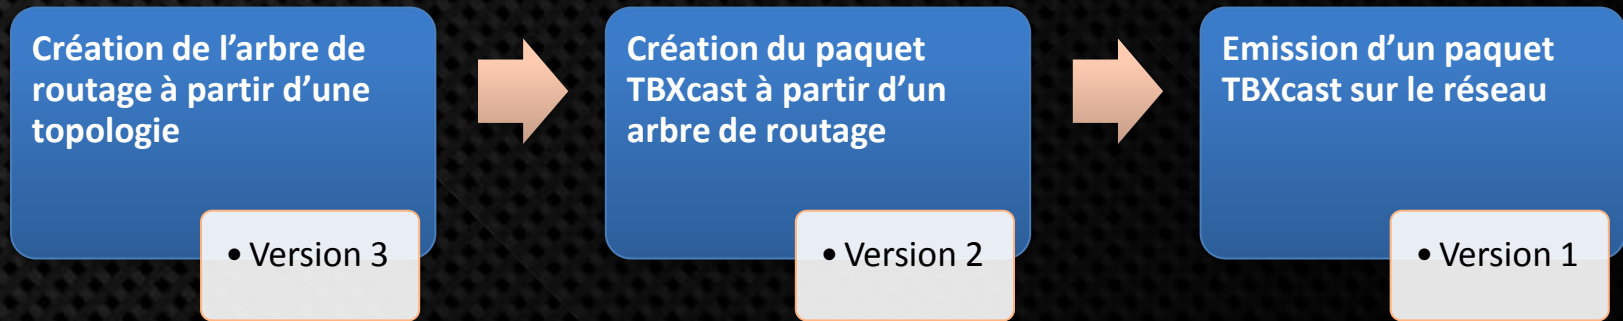 Création de l’arbre de
routage à partir d’une
topologie
• Version 3
Création du paquet
TBXcast à partir d’un
arbre de routage
• Version 2
Emission d’un paquet
TBXcast sur le réseau
• Version 1